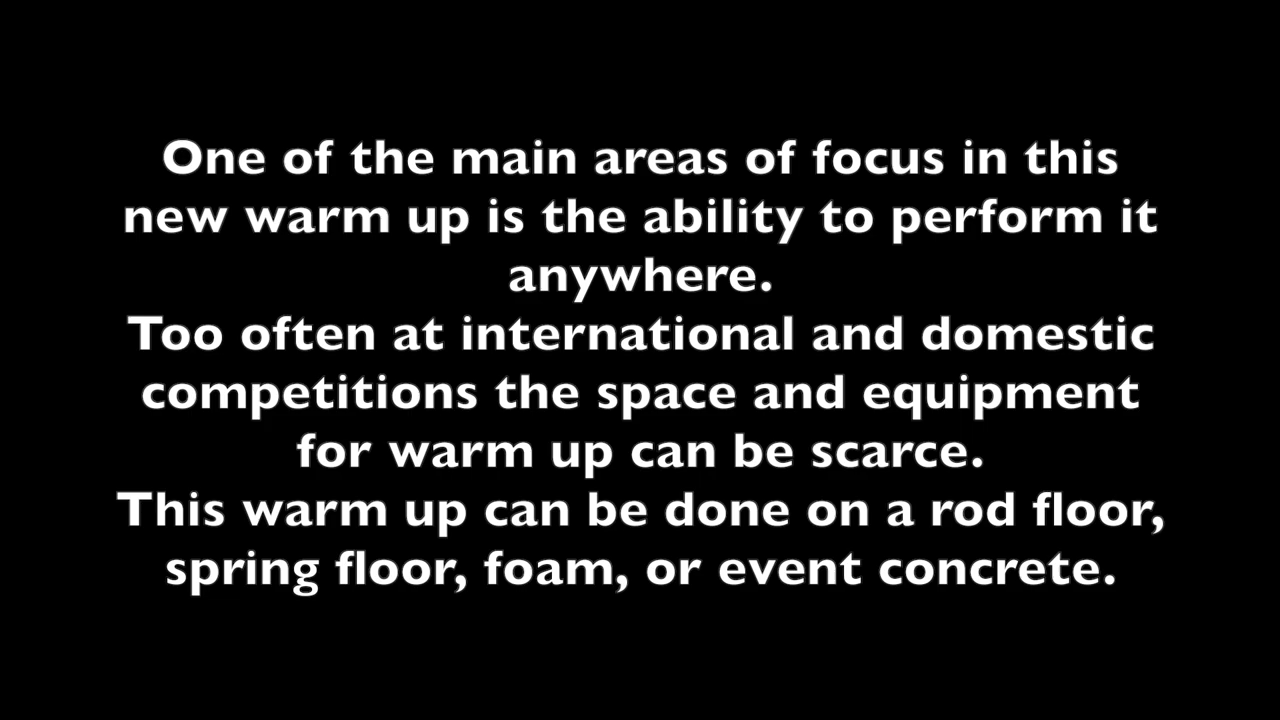 One of the main areas of focus in this
new warm up is the ability to perform it
anywhere.
Too often at international and domestic
competitions the space and equipment
for warm up can be scarce.
This warm up can be done on a rod floor,
spring floor, foam, or event concrete.